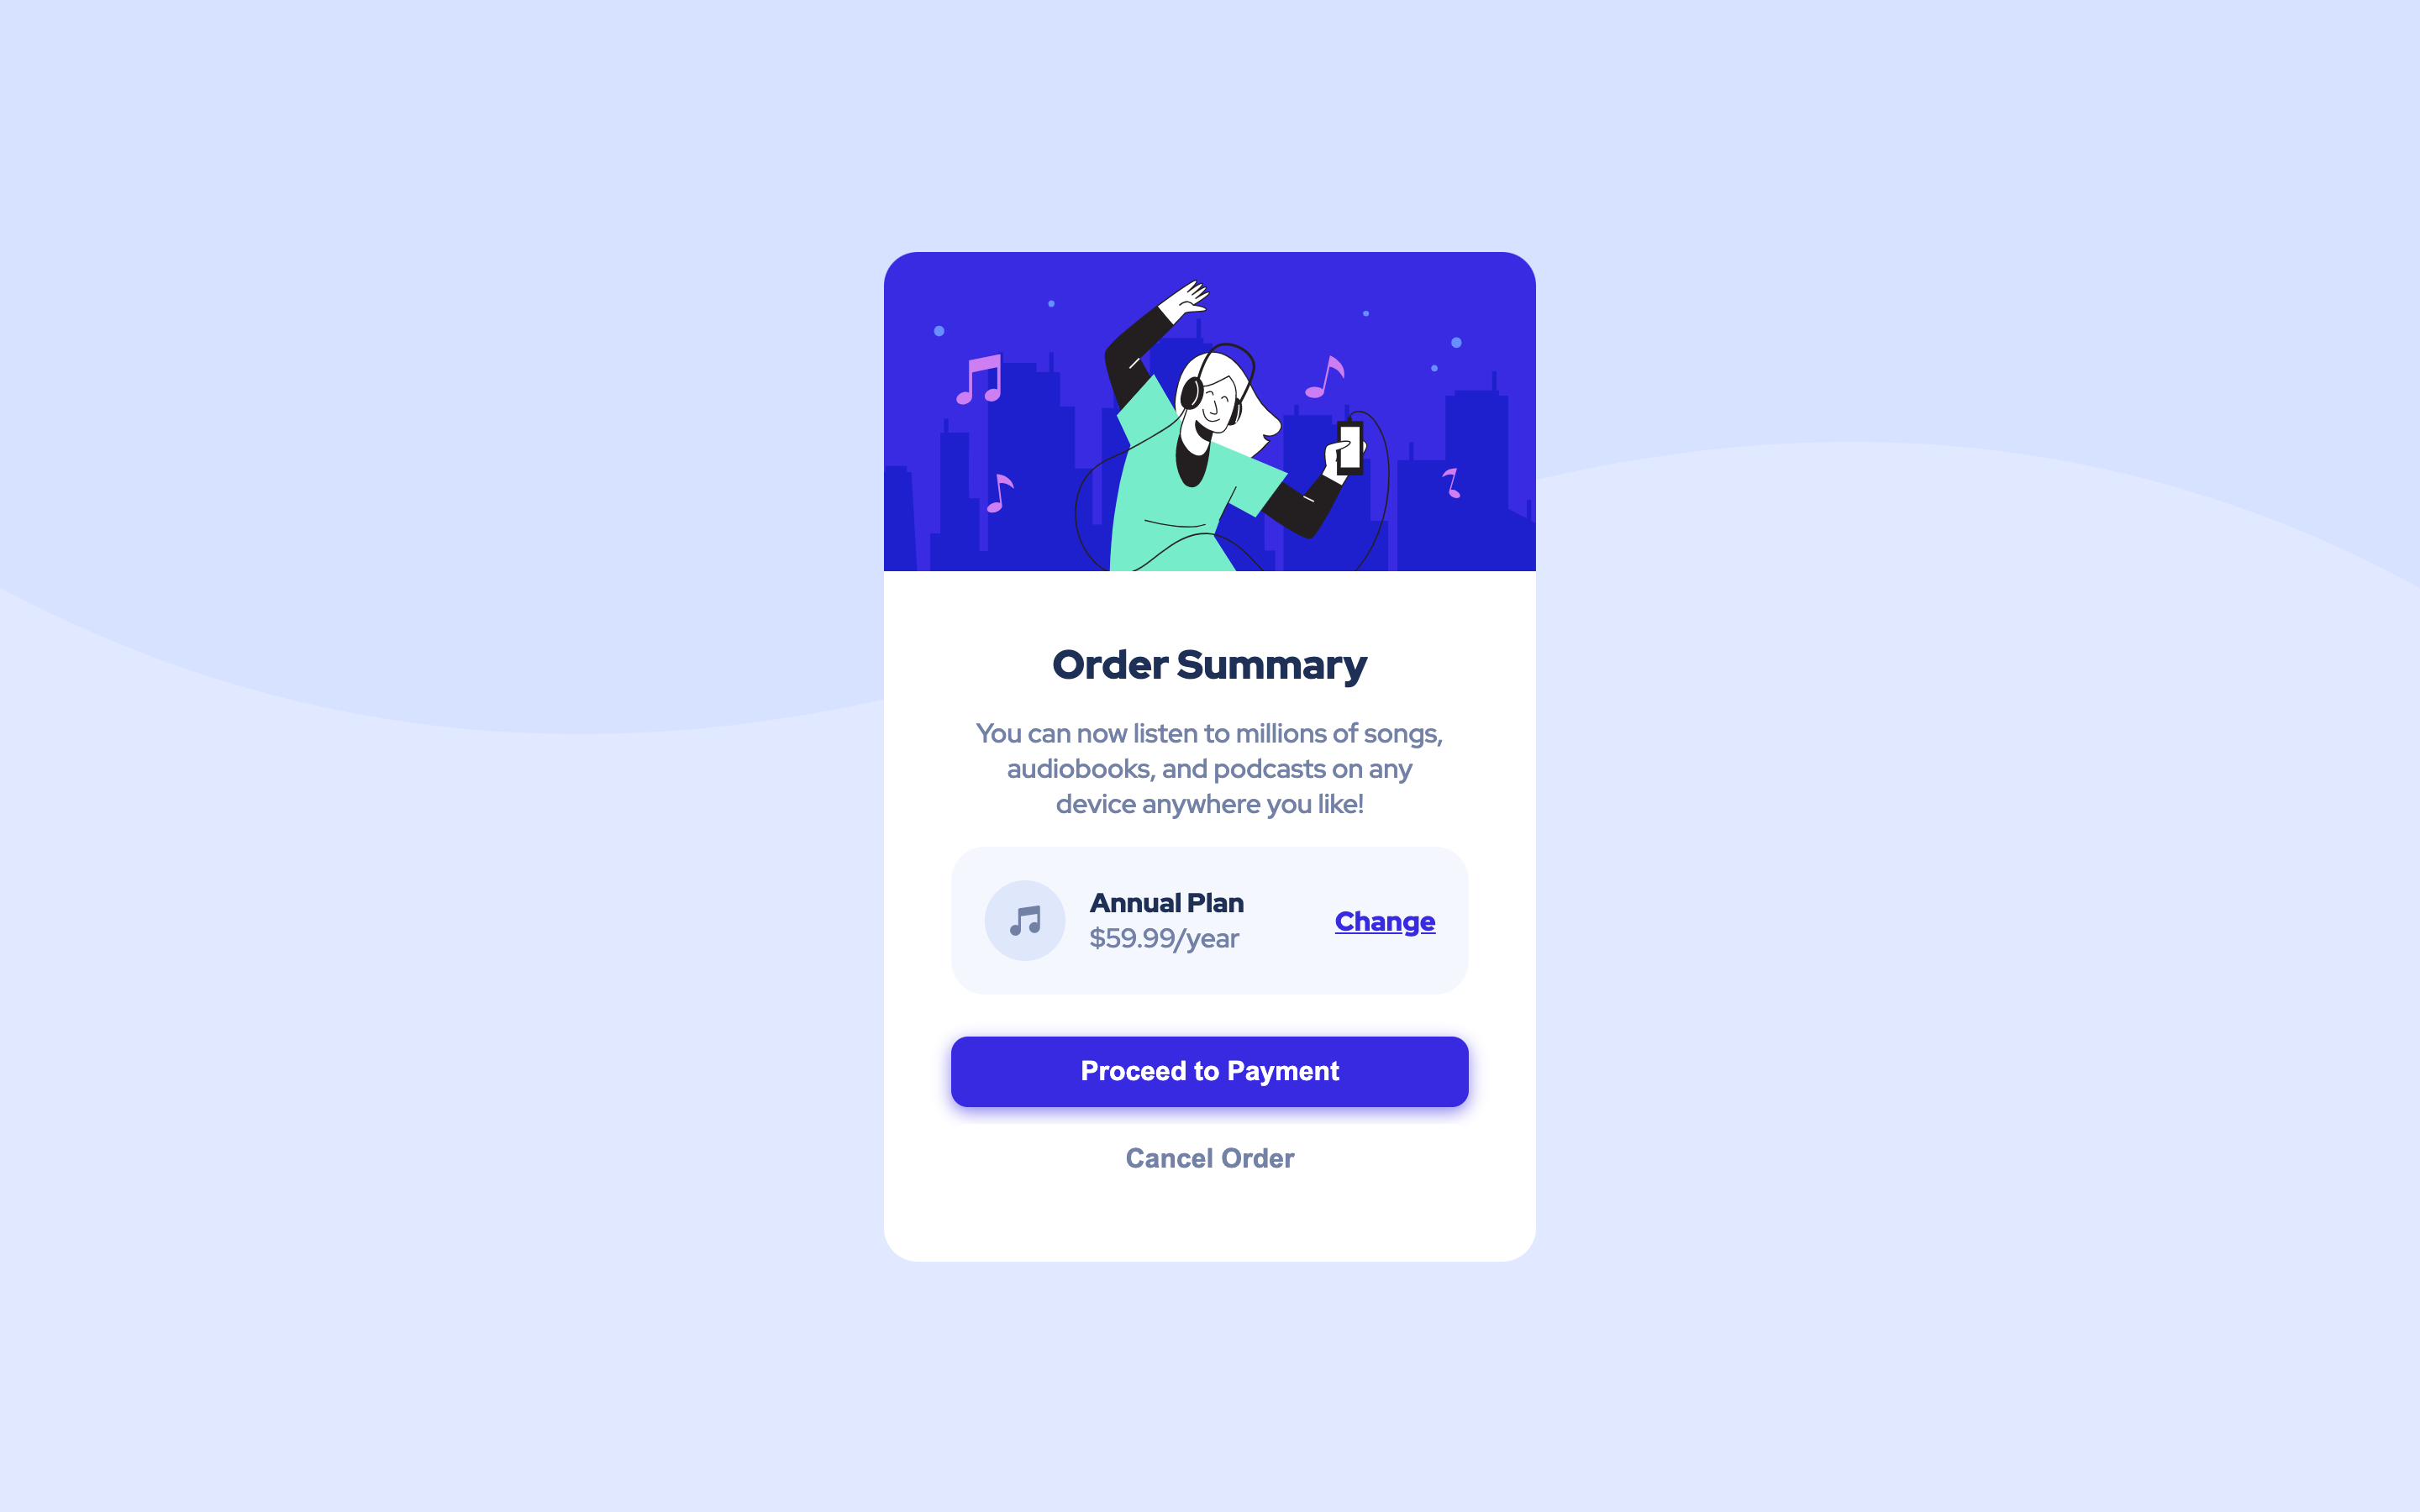 Order Summary
You can now listen to millions of songs,
audiobooks, and podcasts on any
device anywhere you like!
Annual Plan
$59.99/year
Change
Proceed to Payment
Cancel Order